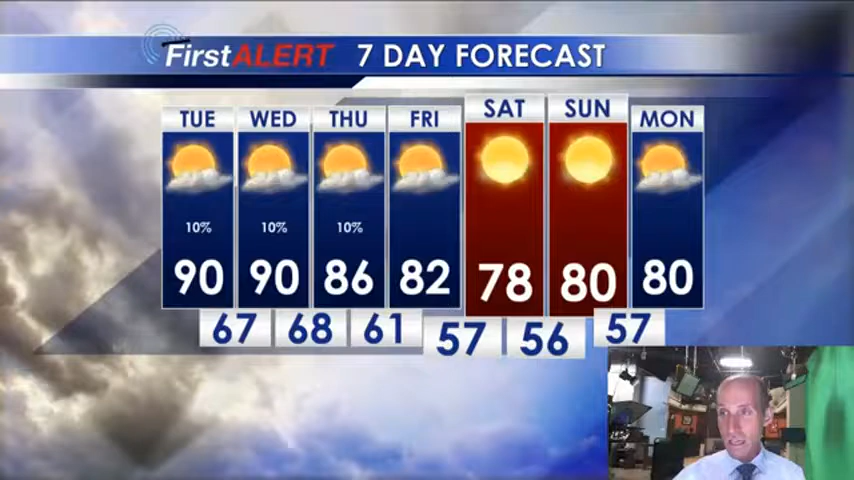 FirstALERT 7 DAY FORECAST
TUE WED THU FRI SAT SUN MON
10% 10% 10%
90 90 86 82 78 80 80
67 68 61 57 56 57